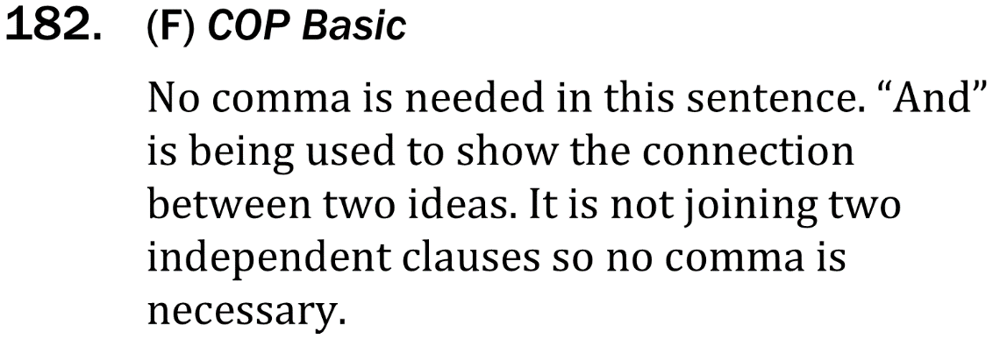 182. (F) COP Basic
No comma is needed in this sentence. “And”
is being used to show the connection
between two ideas. It is not joining two
independent clauses so no comma is
necessary.